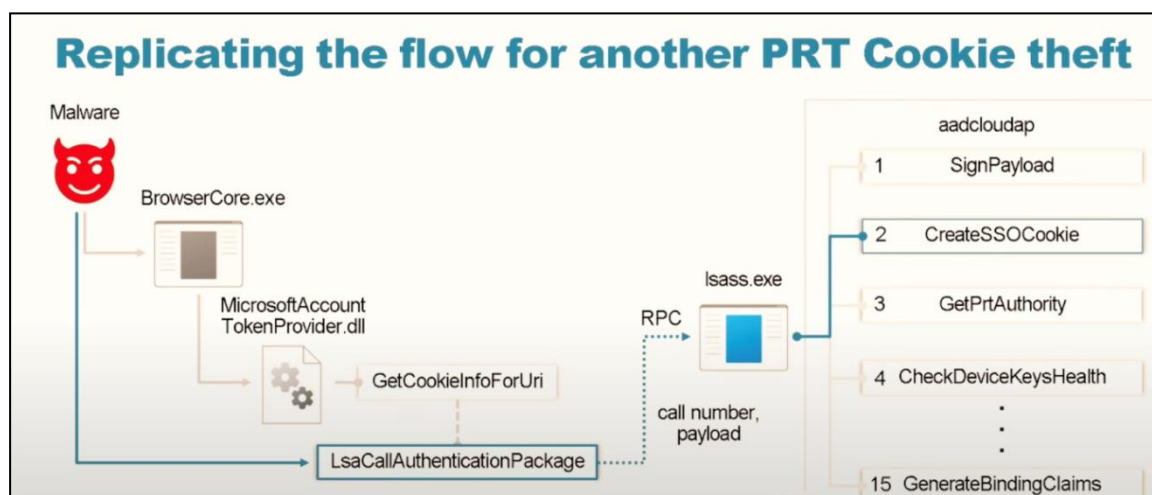 Replicating the flow for another PRT Cookie theft
Malware
BrowserCore.exe
MicrosoftAccount
TokenProvider.dll
GetCookieInfoForUri
LsaCallAuthenticationPackage
RPC
call number,
payload
lsass.exe
aadcloudap
1 SignPayload
2 CreateSSOCookie
3 GetPrtAuthority
4 CheckDeviceKeysHealth
15 GenerateBindingClaims